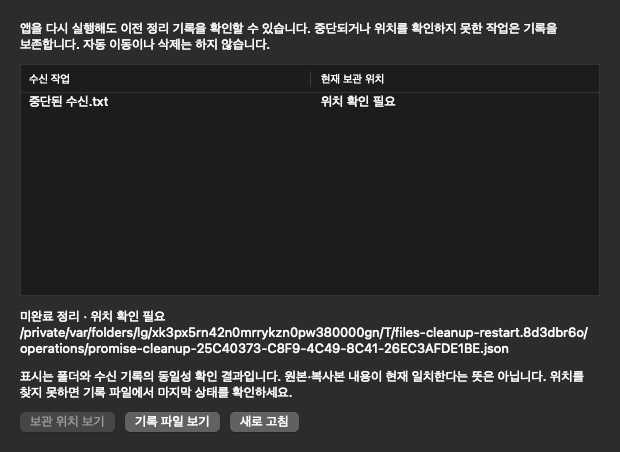 앱을 다시 실행해도 이전 정리 기록을 확인할 수 있습니다. 중단되거나 위치를 확인하지 못한 작업은 기록을
보존합니다. 자동 이동이나 삭제는 하지 않습니다.
수신 작업 현재 보관 위치
중단된 수신.txt 위치 확인 필요
미완료 정리 · 위치 확인 필요
/private/var/folders/lg/xk3px5rn42n0mrrykzn0pw380000gn/T/files-cleanup-restart.8d3dbr6o/
operations/promise-cleanup-25C40373-C8F9-4C49-8C41-26EC3AFDE1BE.json
표시는 폴더와 수신 기록의 동일성 확인 결과입니다. 원본·복사본 내용이 현재 일치한다는 뜻은 아닙니다. 위치를
찾지 못하면 기록 파일에서 마지막 상태를 확인하세요.
보관 위치 보기 기록 파일 보기 새로 고침